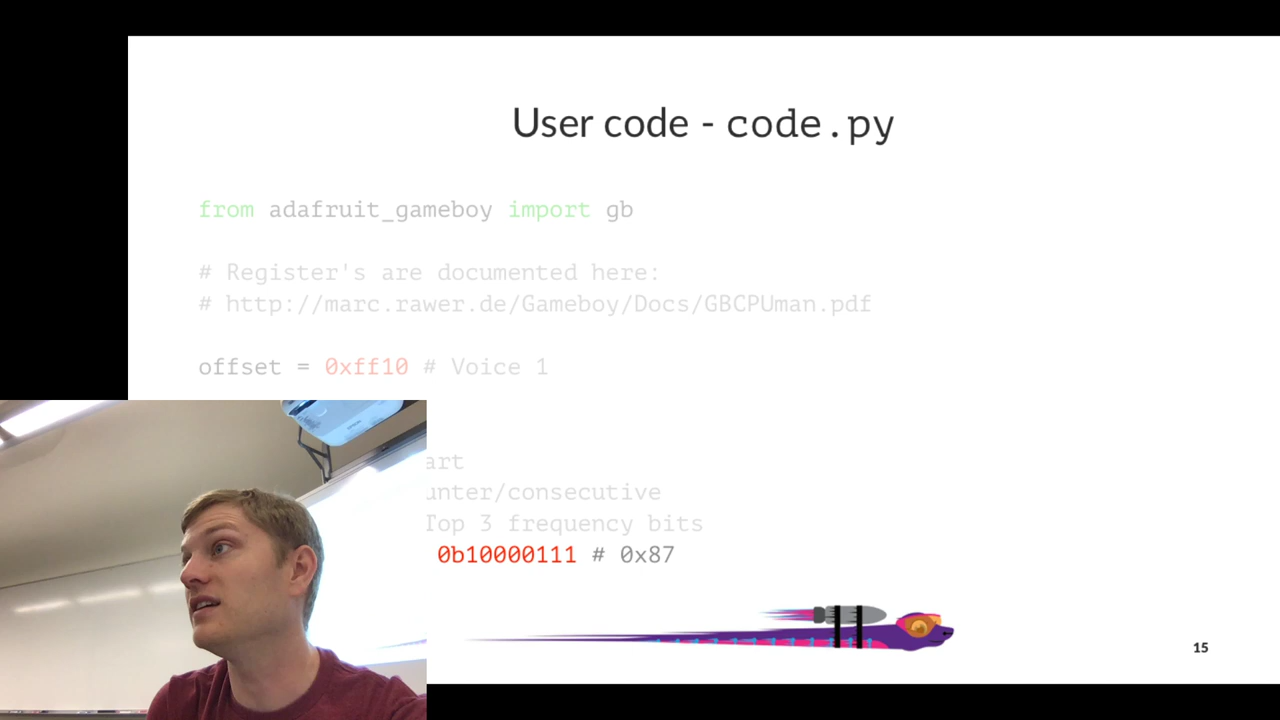 User code - code.py
from adafruit_gameboy import gb
# Register's are documented here:
# http://marc.rawer.de/Gameboy/Docs/GBCPUman.pdf
offset = 0xff10 # Voice 1
art
unter/consecutive
Top 3 frequency bits
0b10000111 # 0x87
EPSON
15